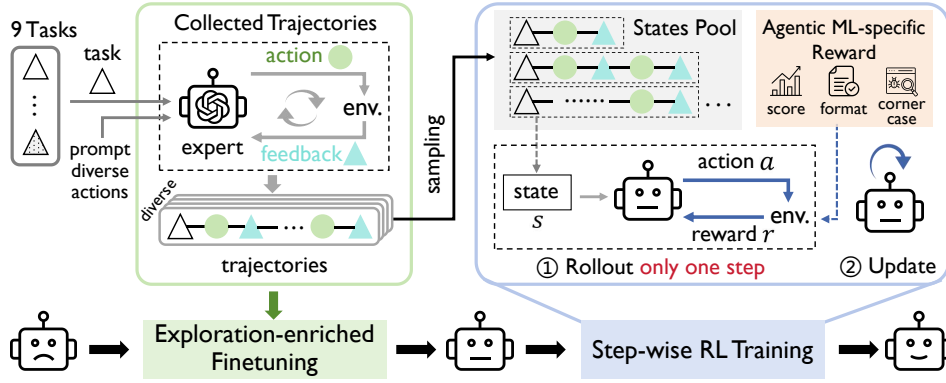 9 Tasks
task
prompt
diverse
actions
Collected Trajectories
action
env.
expert
feedback
diverse
...
trajectories
sampling
States Pool
......
...
Agentic ML-specific
Reward
score
format
corner
case
state
s
action a
env.
reward r
① Rollout only one step
② Update
Exploration-enriched
Finetuning
Step-wise RL Training